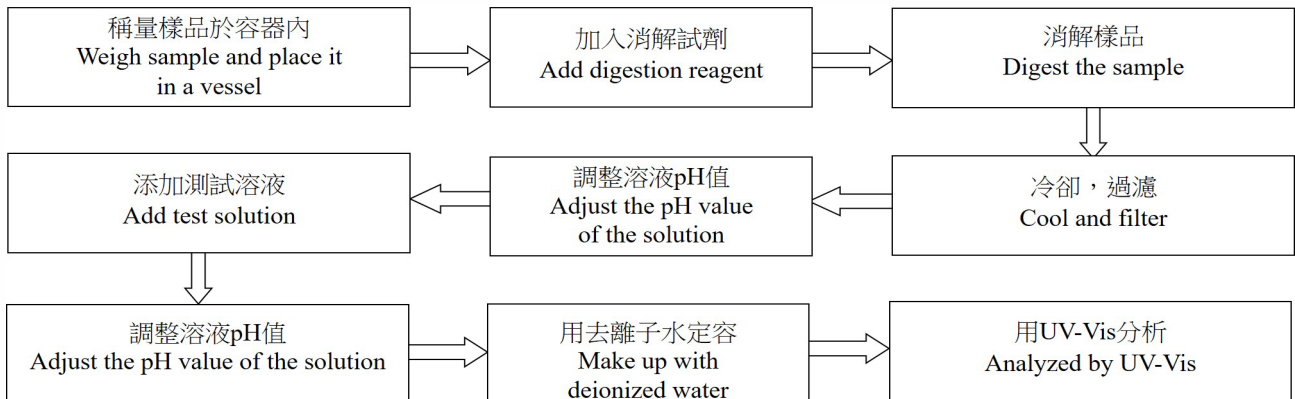 稱量樣品於容器內
Weigh sample and place it
in a vessel
加入消解試劑
Add digestion reagent
消解樣品
Digest the sample
冷卻，過濾
Cool and filter
調整溶液pH值
Adjust the pH value
of the solution
添加測試溶液
Add test solution
調整溶液pH值
Adjust the pH value of the solution
用去離子水定容
Make up with
deionized water
用UV-Vis分析
Analyzed by UV-Vis